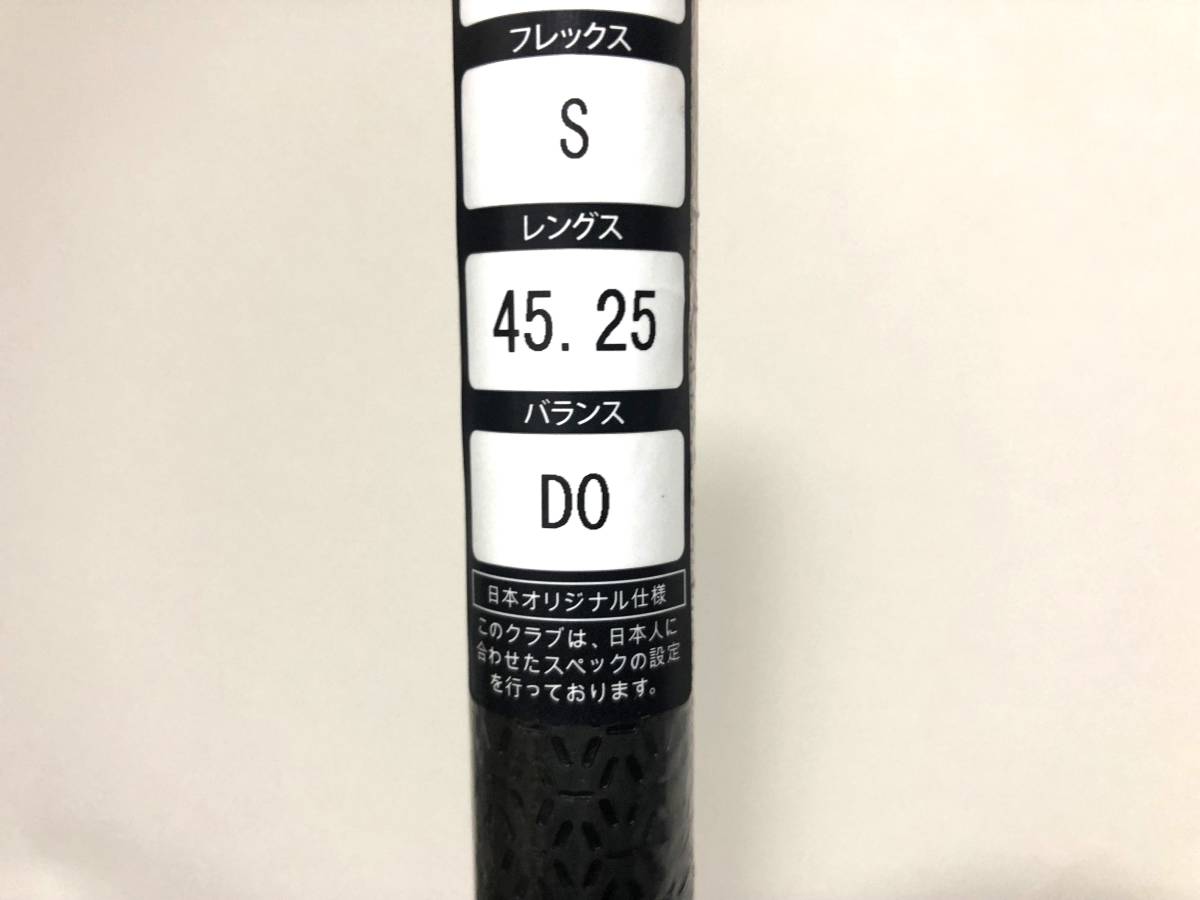 フレックス
S
レングス
45.25
バランス
D0
日本オリジナル仕様
このクラブは、日本人に
合わせたスペックの設定
を行っております。